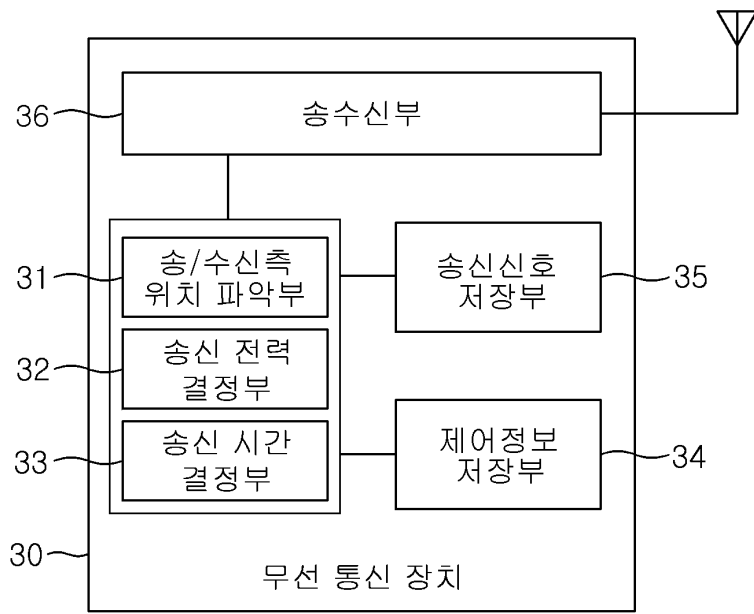 36
송수신부
31
송/수신측
위치 파악부
송신신호
저장부
35
32
송신 전력
결정부
33
송신 시간
결정부
제어정보
저장부
34
30
무선 통신 장치